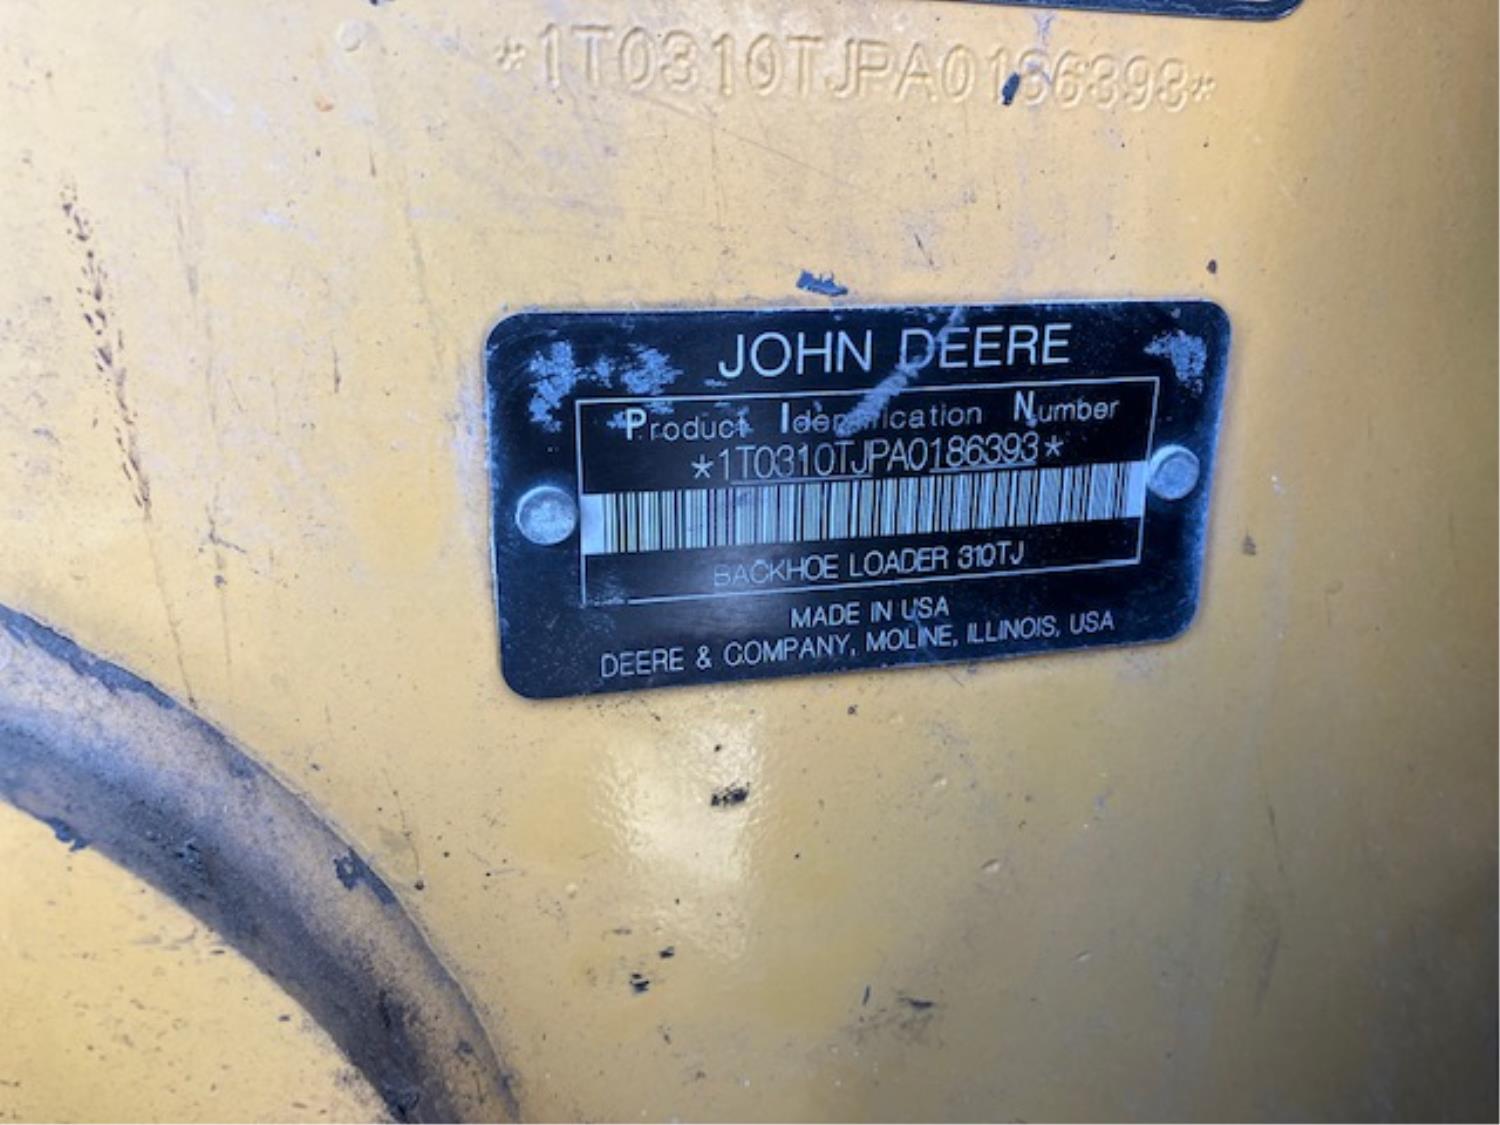 *1T0310TJPA0186393*
JOHN DEERE
Product Identification Number
*1T0310TJPA0186393*
BACKHOE LOADER 310TJ
MADE IN USA
DEERE & COMPANY, MOLINE, ILLINOIS, USA